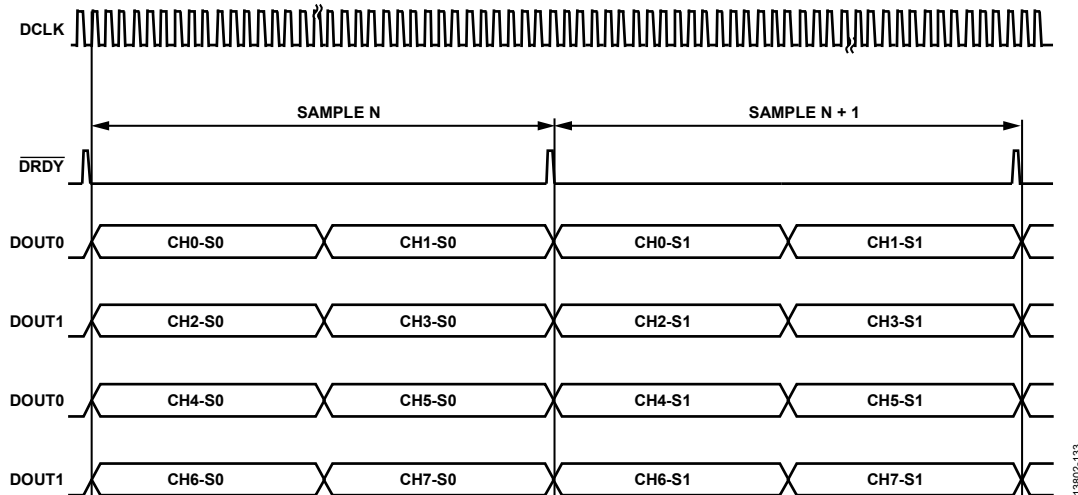 DCLK
SAMPLE N SAMPLE N + 1
DRDY
DOUT0 CH0-S0 CH1-S0 CH0-S1 CH1-S1
DOUT1 CH2-S0 CH3-S0 CH2-S1 CH3-S1
DOUT0 CH4-S0 CH5-S0 CH4-S1 CH5-S1
DOUT1 CH6-S0 CH7-S0 CH6-S1 CH7-S1
13802-133